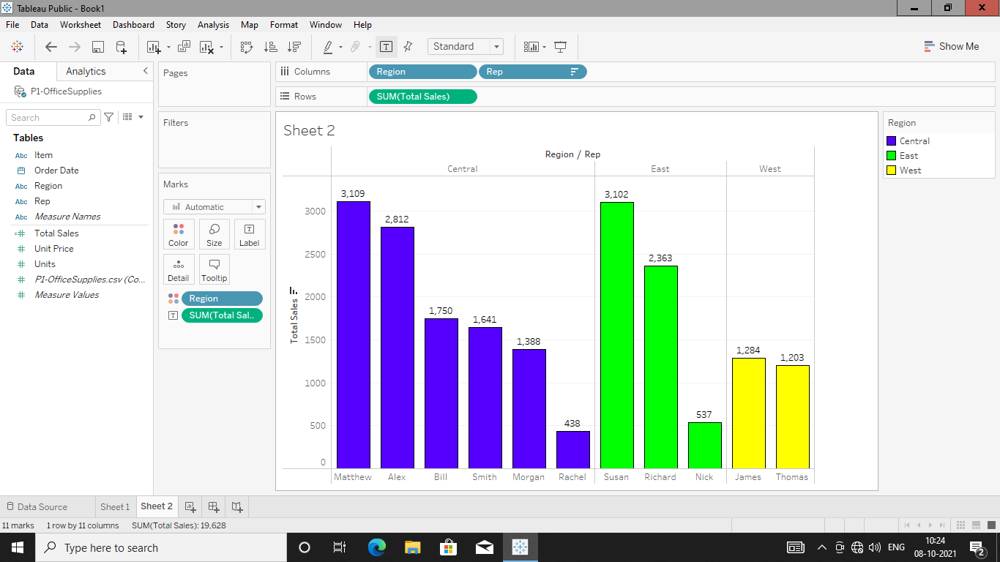 Tableau Public - Book1
File Data Worksheet Dashboard Story Analysis Map Format Window Help
Standard
Show Me
Data Analytics
P1-OfficeSupplies
Search
Tables
Abc Item
Order Date
Abc Region
Abc Rep
Abc Measure Names
Total Sales
Unit Price
Units
P1-OfficeSupplies.csv (Co...
Measure Values
Pages
Filters
Marks
Automatic
Color Size Label
Detail Tooltip
Region
SUM(Total Sal..
Columns Region Rep
Rows SUM(Total Sales)
Sheet 2
Region / Rep
Central East West
Total Sales
3000
2500
2000
1500
1000
500
0
3,109 2,812 1,750 1,641 1,388 438 3,102 2,363 537 1,284 1,203
Matthew Alex Bill Smith Morgan Rachel Susan Richard Nick James Thomas
Region
Central
East
West
Data Source Sheet 1 Sheet 2
11 marks 1 row by 11 columns SUM(Total Sales): 19,628
Type here to search
ENG
10:24
08-10-2021
2